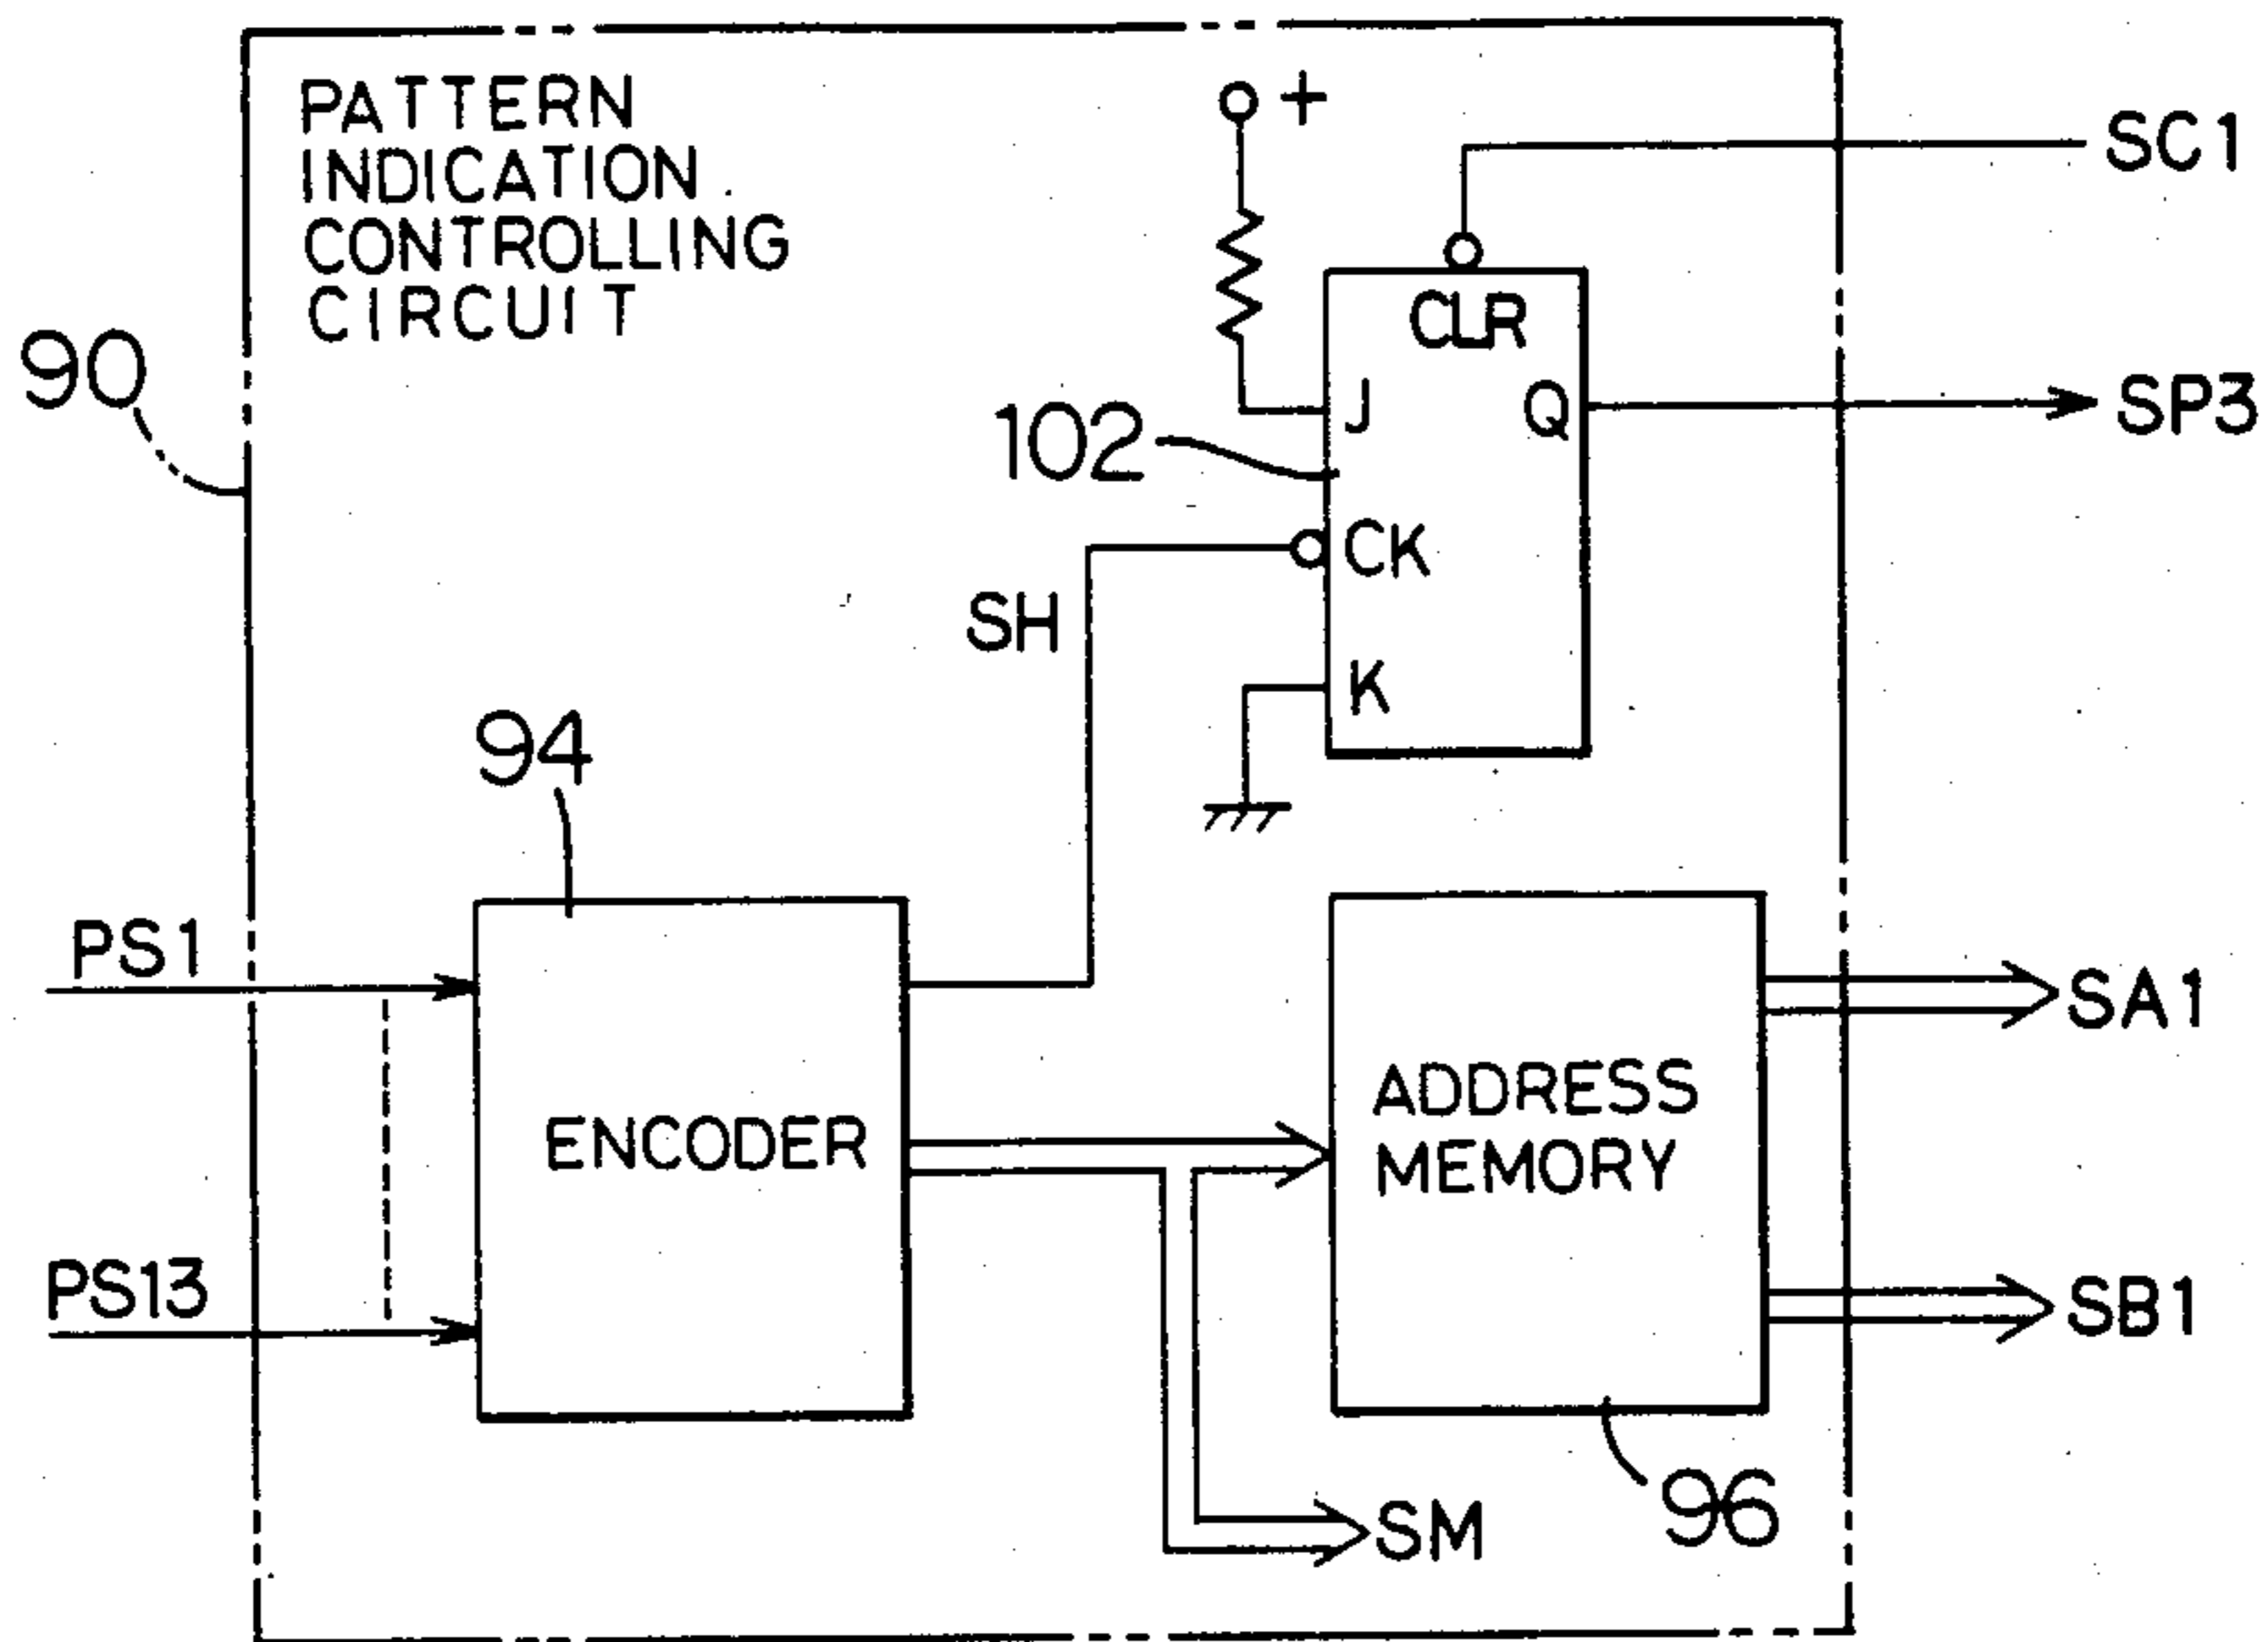 PATTERN
INDICATION
CONTROLLING
CIRCUIT
90
+
SC1
CLR
J
Q
SP3
102
CK
SH
K
94
PS1
ENCODER
PS13
ADDRESS
MEMORY
SA1
SB1
SM
96